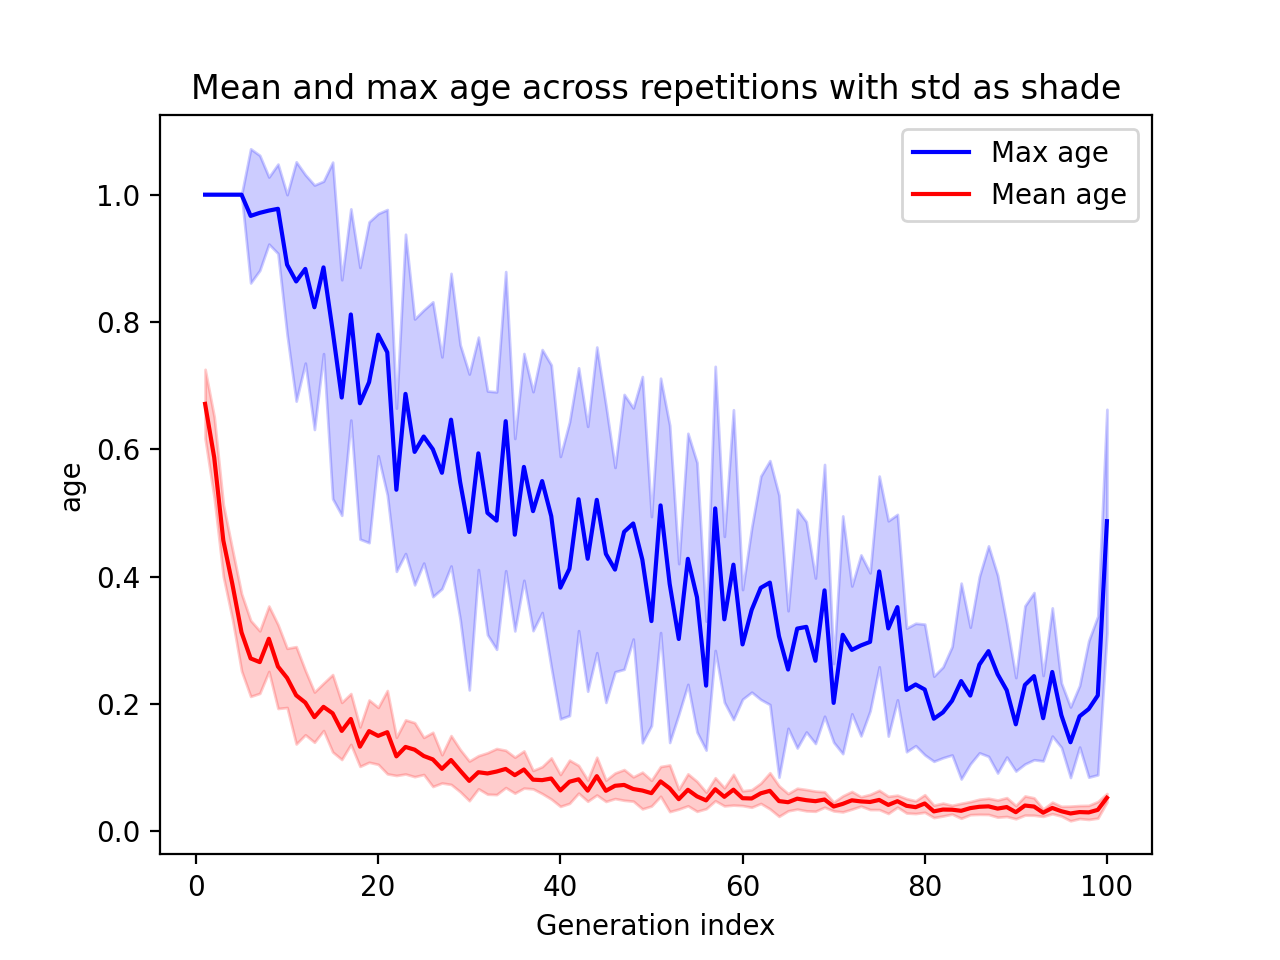 Mean and max age across repetitions with std as shade
Max age
Mean age
1.0
0.8
0.6
0.4
0.2
0.0
age
0 20 40 60 80 100
Generation index